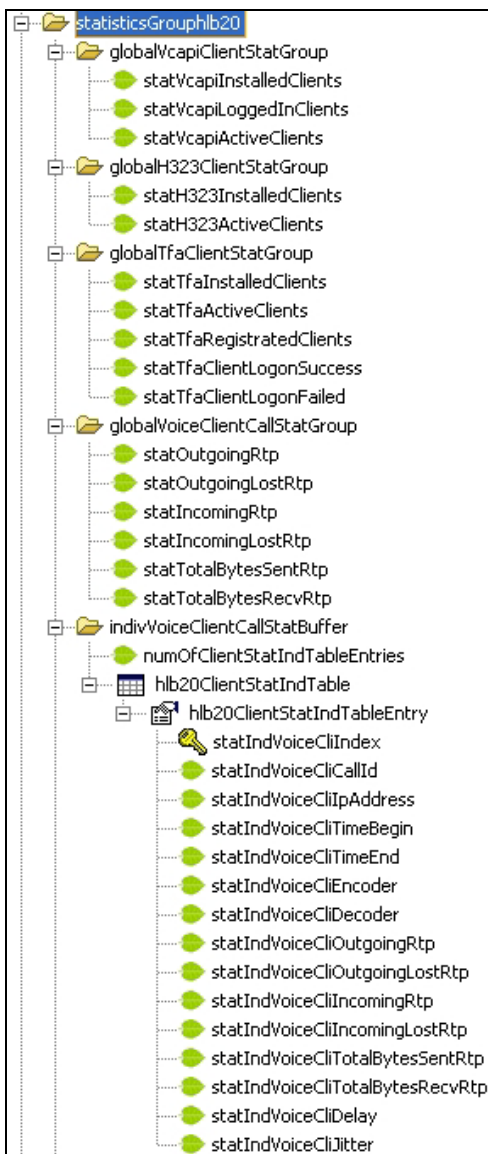 statisticsGrouphlb20
globalVcapiClientStatGroup
statVcapiInstalledClients
statVcapiLoggedInClients
statVcapiActiveClients
globalH323ClientStatGroup
statH323InstalledClients
statH323ActiveClients
globalTfaClientStatGroup
statTfaInstalledClients
statTfaActiveClients
statTfaRegistratedClients
statTfaClientLogonSuccess
statTfaClientLogonFailed
globalVoiceClientCallStatGroup
statOutgoingRtp
statOutgoingLostRtp
statIncomingRtp
statIncomingLostRtp
statTotalBytesSentRtp
statTotalBytesRecvRtp
indivVoiceClientCallStatBuffer
numOfClientStatIndTableEntries
hlb20ClientStatIndTable
hlb20ClientStatIndTableEntry
statIndVoiceCliIndex
statIndVoiceCliCallId
statIndVoiceCliIpAddress
statIndVoiceCliTimeBegin
statIndVoiceCliTimeEnd
statIndVoiceCliEncoder
statIndVoiceCliDecoder
statIndVoiceCliOutgoingRtp
statIndVoiceCliOutgoingLostRtp
statIndVoiceCliIncomingRtp
statIndVoiceCliIncomingLostRtp
statIndVoiceCliTotalBytesSentRtp
statIndVoiceCliTotalBytesRecvRtp
statIndVoiceCliDelay
statIndVoiceCliJitter